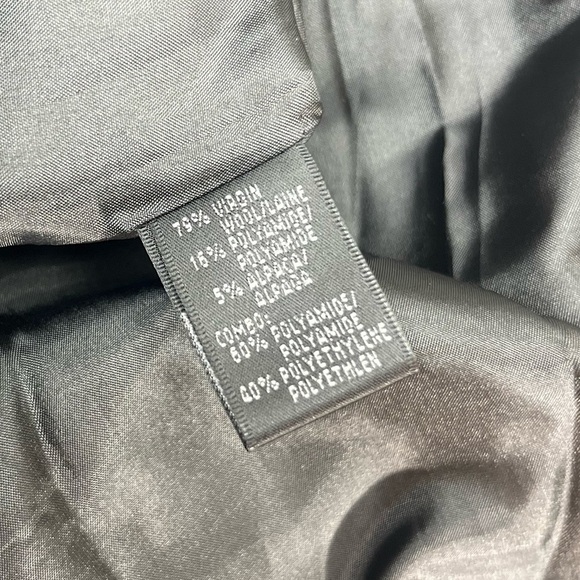 79% VIRGIN
WOOL/LAINE
16% POLYAMIDE/
POLYAMIDE
5% ALPACA/
ALPAGA
COMBO:
60% POLYAMIDE/
POLYAMIDE
40% POLYETHYLENE
POLYETHLEN